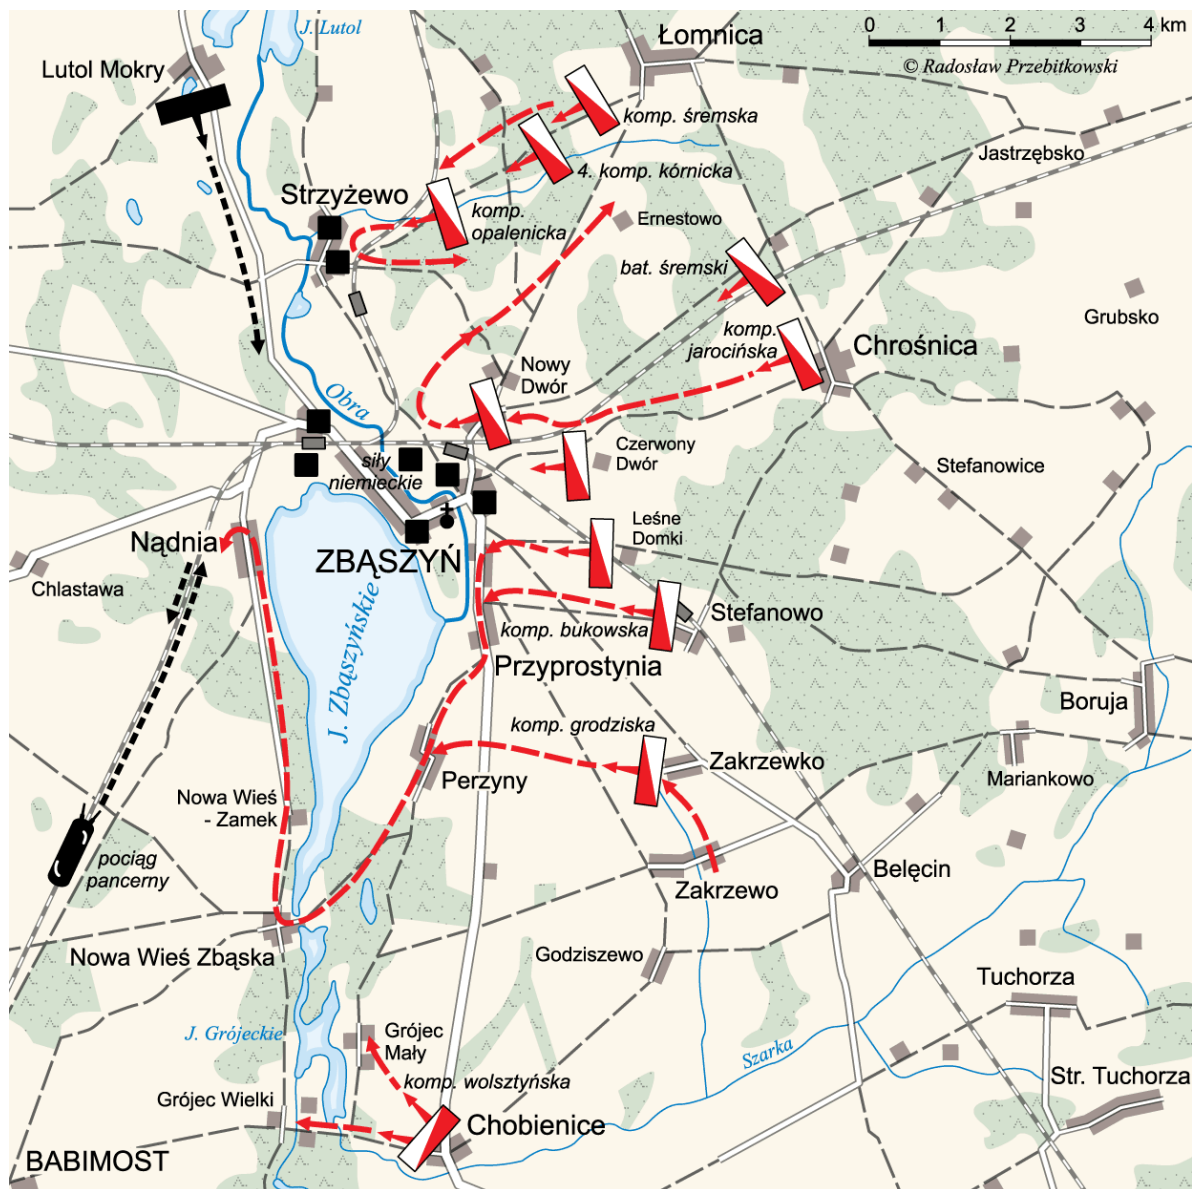 J. Lutol
Łomnica
0 1 2 3 4 km
© Radosław Przebitkowski
Lutol Mokry
komp. śremska
Jastrzębsko
4. komp. kórnicka
Strzyżewo
komp.
opalenicka
Ernestowo
bat. śremski
Grubsko
komp.
jarocińska
Chrośnica
Nowy
Dwór
Obra
Czerwony
Dwór
siły
niemieckie
Stefanowice
Leśne
Domki
Nądnia
ZBĄSZYŃ
Chlastawa
J. Zbąszyńskie
komp. bukowska
Stefanowo
Przyprostynia
Boruja
komp. grodziska
Zakrzewko
Perzyny
Mariankowo
Nowa Wieś
- Zamek
pociąg
pancerny
Belęcin
Zakrzewo
Nowa Wieś Zbąska
Godziszewo
Tuchorza
J. Grójeckie
Grójec
Mały
Szarka
komp. wolsztyńska
Str. Tuchorza
Grójec Wielki
Chobienice
BABIMOST